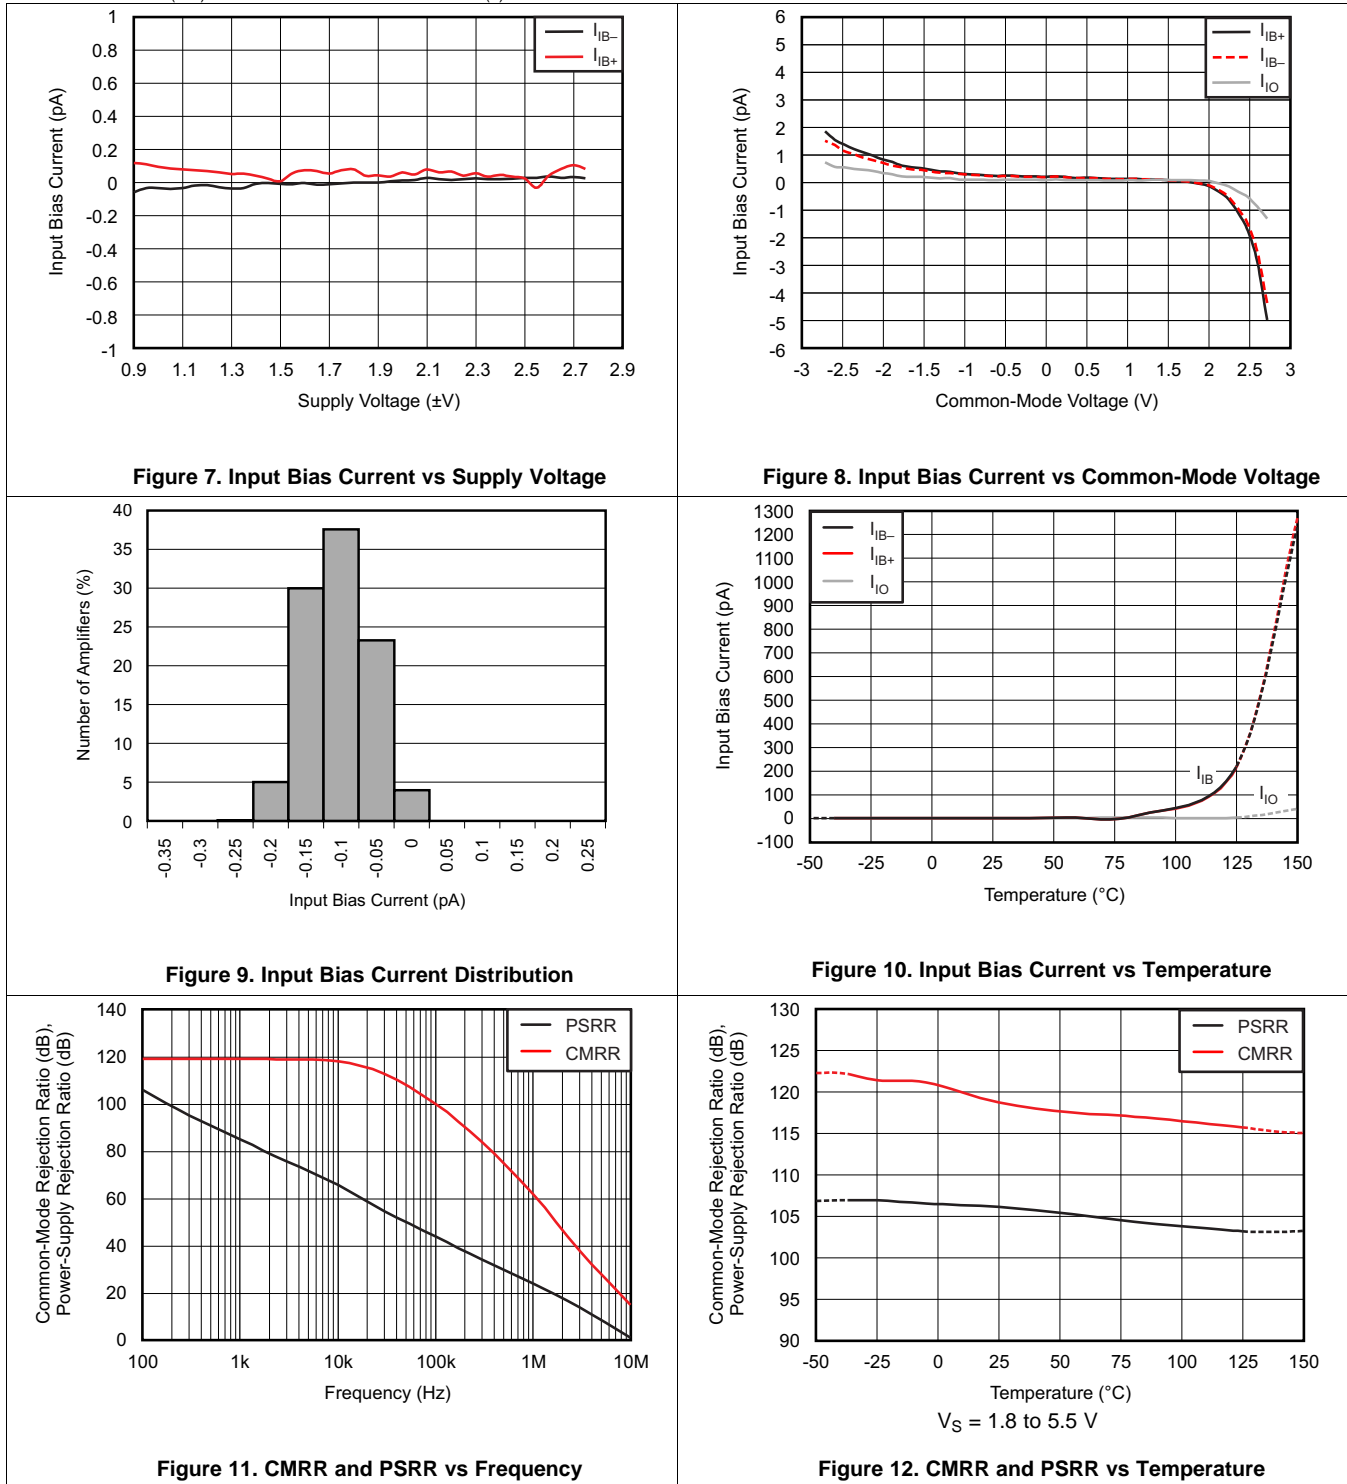 1
0.8
0.6
0.4
0.2
0
-0.2
-0.4
-0.6
-0.8
-1
0.9 1.1 1.3 1.5 1.7 1.9 2.1 2.3 2.5 2.7 2.9
Input Bias Current (pA)
Supply Voltage (±V)
IIB–
IIB+
Figure 7. Input Bias Current vs Supply Voltage
6
5
4
3
2
1
0
-1
-2
-3
-4
-5
-6
-3 -2.5 -2 -1.5 -1 -0.5 0 0.5 1 1.5 2 2.5 3
Input Bias Current (pA)
Common-Mode Voltage (V)
IIB+
IIB–
IIO
Figure 8. Input Bias Current vs Common-Mode Voltage
40
35
30
25
20
15
10
5
0
-0.35 -0.3 -0.25 -0.2 -0.15 -0.1 -0.05 0 0.05 0.1 0.15 0.2 0.25
Number of Amplifiers (%)
Input Bias Current (pA)
Figure 9. Input Bias Current Distribution
1300
1200
1100
1000
900
800
700
600
500
400
300
200
100
0
-100
-50 -25 0 25 50 75 100 125 150
Input Bias Current (pA)
Temperature (°C)
IIB–
IIB+
IIO
IIB
IIO
Figure 10. Input Bias Current vs Temperature
140
120
100
80
60
40
20
0
100 1k 10k 100k 1M 10M
Common-Mode Rejection Ratio (dB),
Power-Supply Rejection Ratio (dB)
Frequency (Hz)
PSRR
CMRR
Figure 11. CMRR and PSRR vs Frequency
130
125
120
115
110
105
100
95
90
-50 -25 0 25 50 75 100 125 150
Common-Mode Rejection Ratio (dB),
Power-Supply Rejection Ratio (dB)
Temperature (°C)
VS = 1.8 to 5.5 V
PSRR
CMRR
Figure 12. CMRR and PSRR vs Temperature